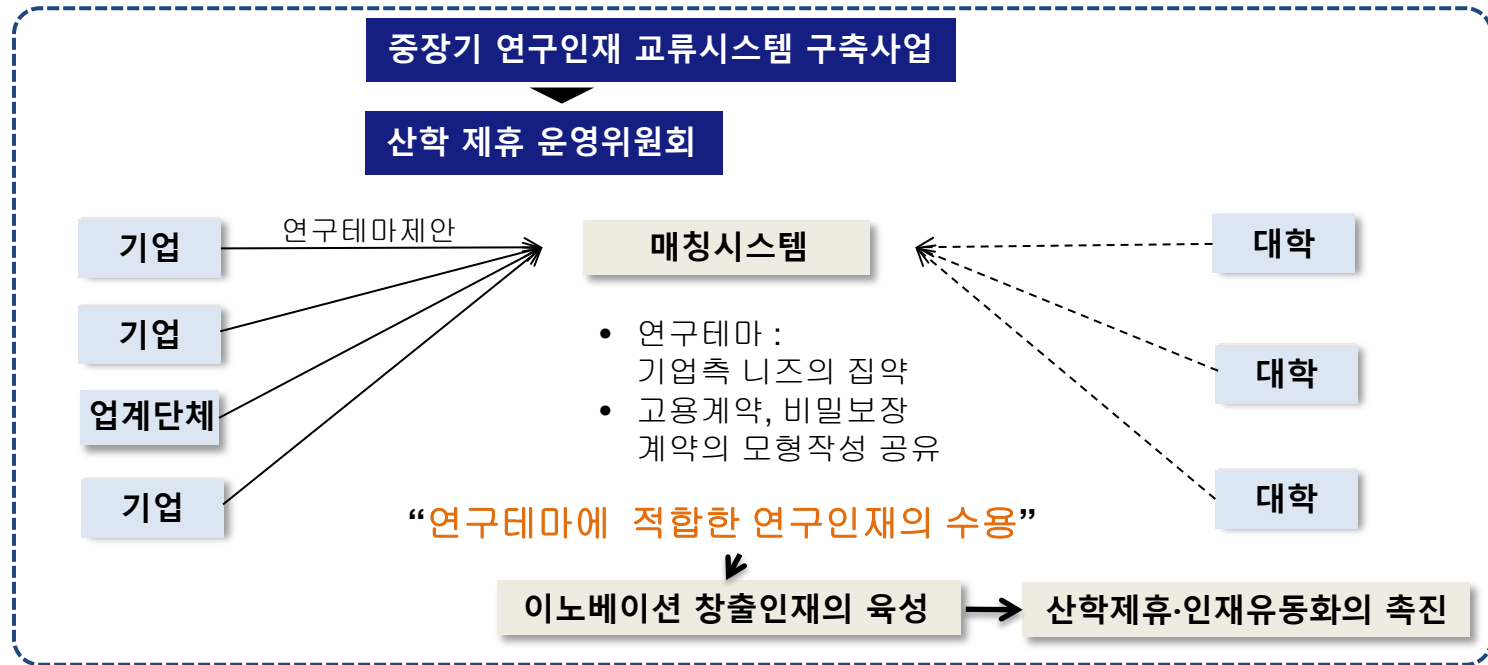 중장기 연구인재 교류시스템 구축사업
산학 제휴 운영위원회
기업
연구테마제안
매칭시스템
대학
기업
• 연구테마 :
기업측 니즈의 집약
대학
업계단체
• 고용계약, 비밀보장
계약의 모형작성 공유
기업
대학
“연구테마에 적합한 연구인재의 수용”
이노베이션 창출인재의 육성
산학제휴·인재유동화의 촉진